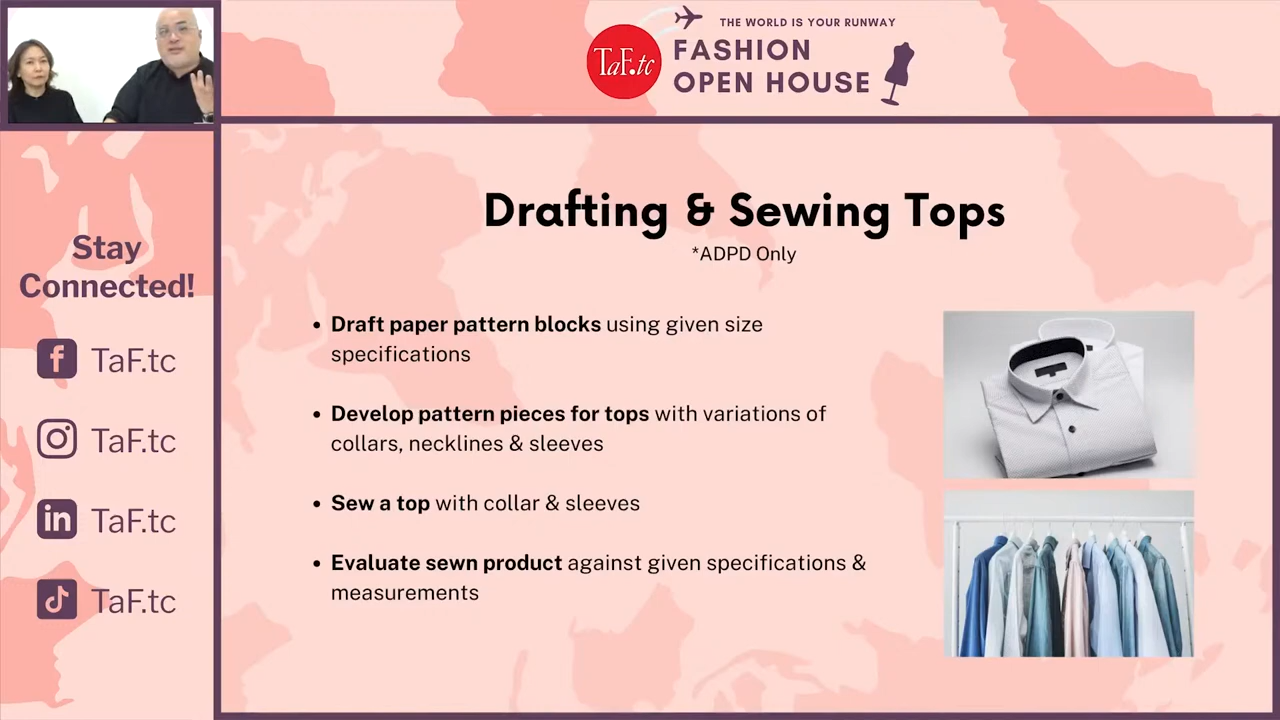 TaF.tc
THE WORLD IS YOUR RUNWAY
FASHION
OPEN HOUSE
Stay
Connected!
TaF.tc
TaF.tc
TaF.tc
TaF.tc
Drafting & Sewing Tops
*ADPD Only
• Draft paper pattern blocks using given size
specifications
• Develop pattern pieces for tops with variations of
collars, necklines & sleeves
• Sew a top with collar & sleeves
• Evaluate sewn product against given specifications &
measurements